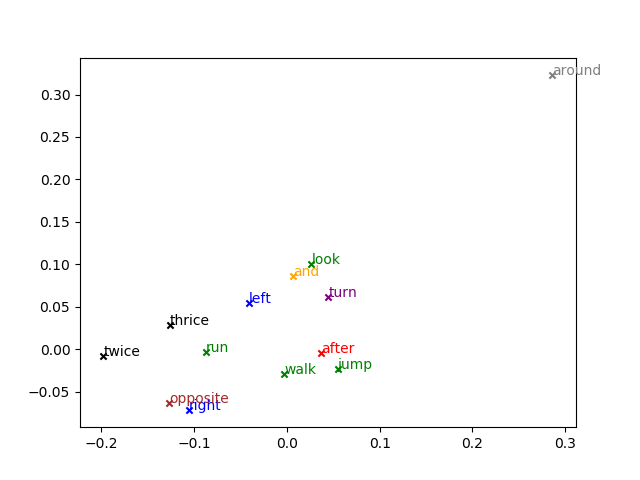 around
0.30
0.25
0.20
0.15
0.10
look
and
turn
0.05
left
thrice
0.00
twice
run
after
walk
jump
−0.05
opposite
right
−0.2
−0.1
0.0
0.1
0.2
0.3